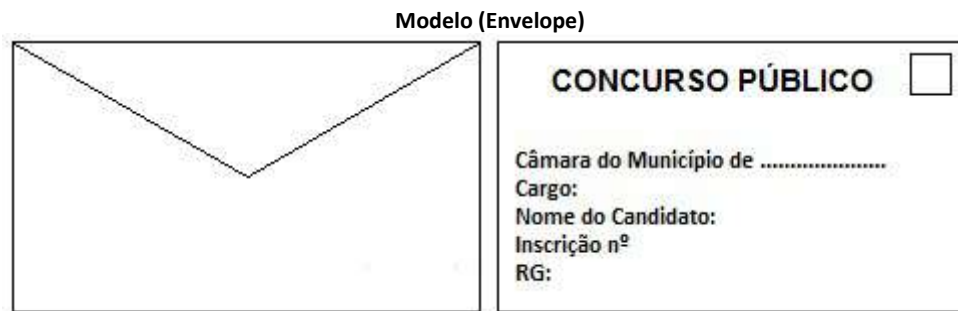 Modelo (Envelope)
CONCURSO PÚBLICO
Câmara do Município de .....................
Cargo:
Nome do Candidato:
Inscrição nº
RG: